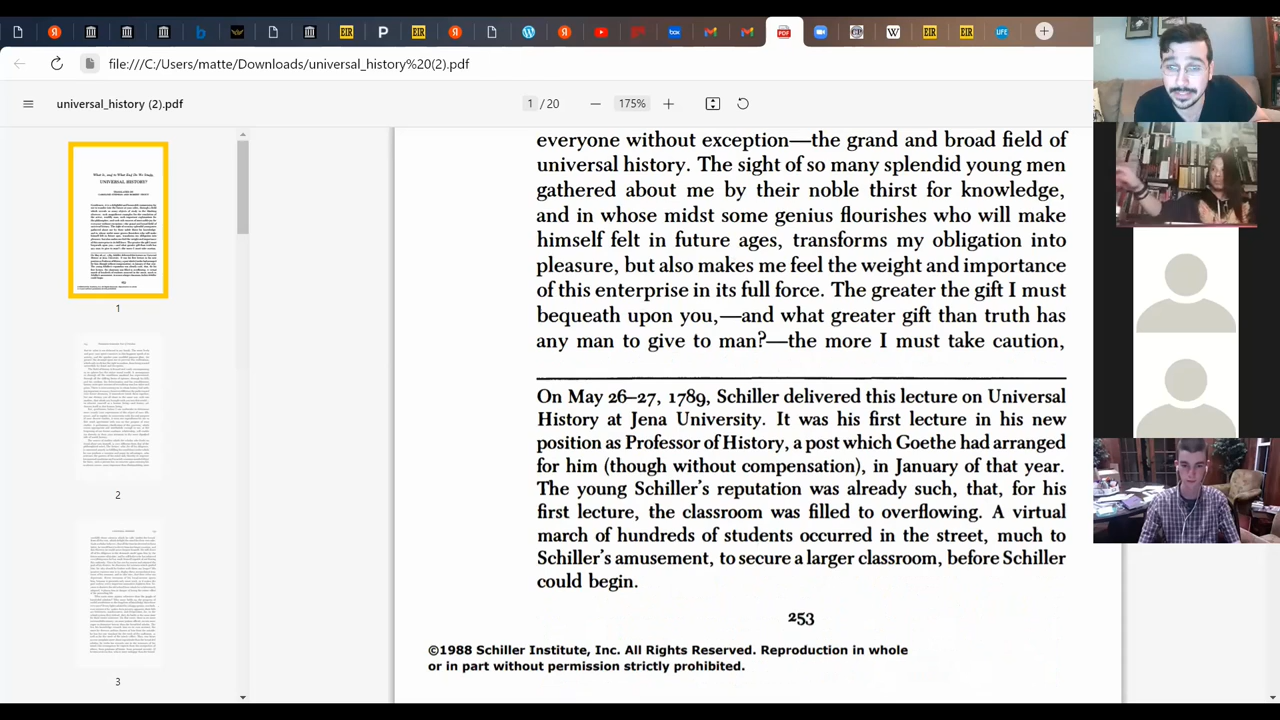 file:///C:/Users/matte/Downloads/universal_history%20(2).pdf
universal_history (2).pdf
1 / 20
175%
UNIVERSAL HISTORY?
everyone without exception—the grand and broad field of
universal history. The sight of so many splendid young men
gathered about me by their noble thirst for knowledge,
and in whose midst some genius flourishes who will make
himself felt in future ages, transforms my obligation into
pleasure, but also makes me feel the weight and importance
of this enterprise in its full force. The greater the gift I must
bequeath upon you,—and what greater gift than truth has
any man to give to man?—the more I must take caution,
On May 26–27, 1789, Schiller delivered this lecture on Universal
History at Jena University. It was his first lecture in his new
position as Professor of History, a post which Goethe had arranged
for him (though without compensation), in January of that year.
The young Schiller's reputation was already such, that, for his
first lecture, the classroom was filled to overflowing. A virtual
march of hundreds of students ensued in the street, much to
Schiller's amusement, to secure a larger classroom, before Schiller
could begin.
253
©1988 Schiller Institute, Inc. All Rights Reserved. Reproduction in whole
or in part without permission strictly prohibited.
1
2
3